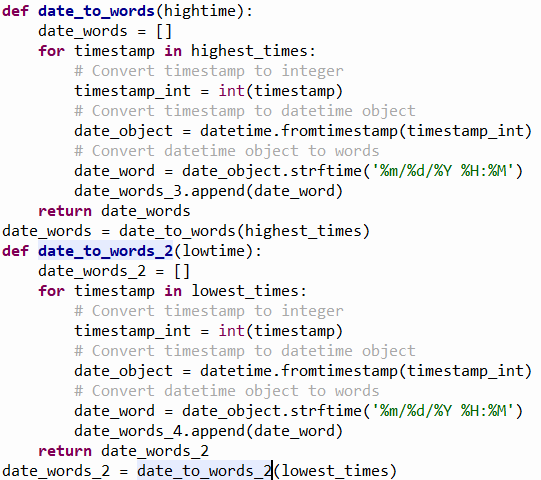 def date_to_words(hightime):
    date_words = []
    for timestamp in highest_times:
        # Convert timestamp to integer
        timestamp_int = int(timestamp)
        # Convert timestamp to datetime object
        date_object = datetime.fromtimestamp(timestamp_int)
        # Convert datetime object to words
        date_word = date_object.strftime('%m/%d/%Y %H:%M')
        date_words_3.append(date_word)
    return date_words
date_words = date_to_words(highest_times)
def date_to_words_2(lowtime):
    date_words_2 = []
    for timestamp in lowest_times:
        # Convert timestamp to integer
        timestamp_int = int(timestamp)
        # Convert timestamp to datetime object
        date_object = datetime.fromtimestamp(timestamp_int)
        # Convert datetime object to words
        date_word = date_object.strftime('%m/%d/%Y %H:%M')
        date_words_4.append(date_word)
    return date_words_2
date_words_2 = date_to_words_2(lowest_times)